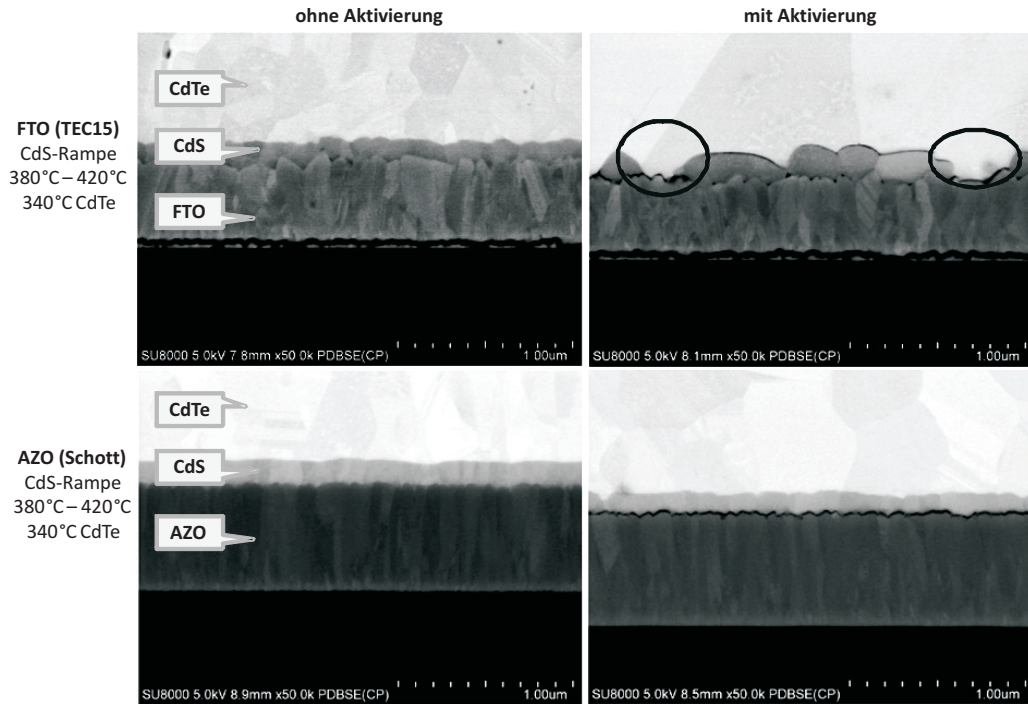 ohne Aktivierung
mit Aktivierung
FTO (TEC15)
CdS-Rampe
380°C – 420°C
340°C CdTe
CdTe
CdS
FTO
SU8000 5.0kV 7.8mm x50.0k PDBSE(CP)
1.00um
SU8000 5.0kV 8.1mm x50.0k PDBSE(CP)
1.00um
AZO (Schott)
CdS-Rampe
380°C – 420°C
340°C CdTe
CdTe
CdS
AZO
SU8000 5.0kV 8.9mm x50.0k PDBSE(CP)
1.00um
SU8000 5.0kV 8.5mm x50.0k PDBSE(CP)
1.00um